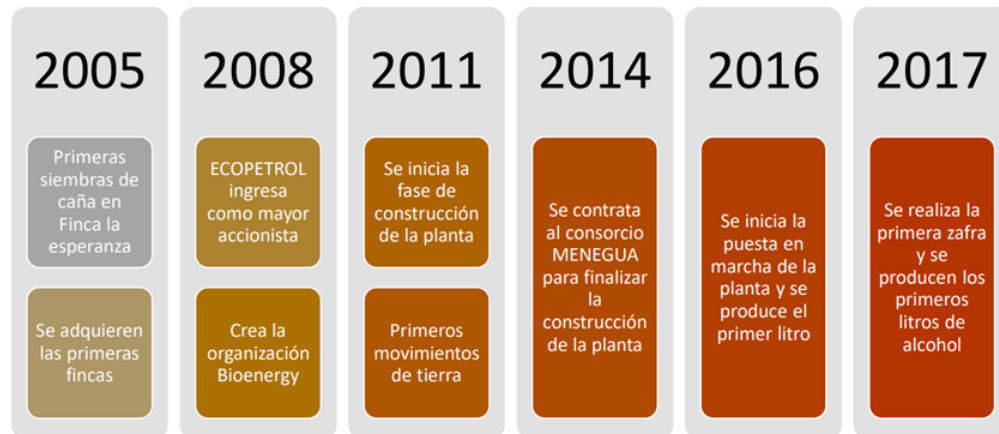 2005
Primeras
siembras de
caña en
Finca la
esperanza
Se adquieren
las primeras
fincas
2008
ECOPETROL
ingresa
como mayor
accionista
Crea la
organización
Bioenergy
2011
Se inicia la
fase de
construcción
de la planta
Primeros
movimientos
de tierra
2014
Se contrata
al consorcio
MENEGUA
para finalizar
la
construcción
de la planta
2016
Se inicia la
puesta en
marcha de la
planta y se
produce el
primer litro
2017
Se realiza la
primera zafra
y se
producen los
primeros
litros de
alcohol